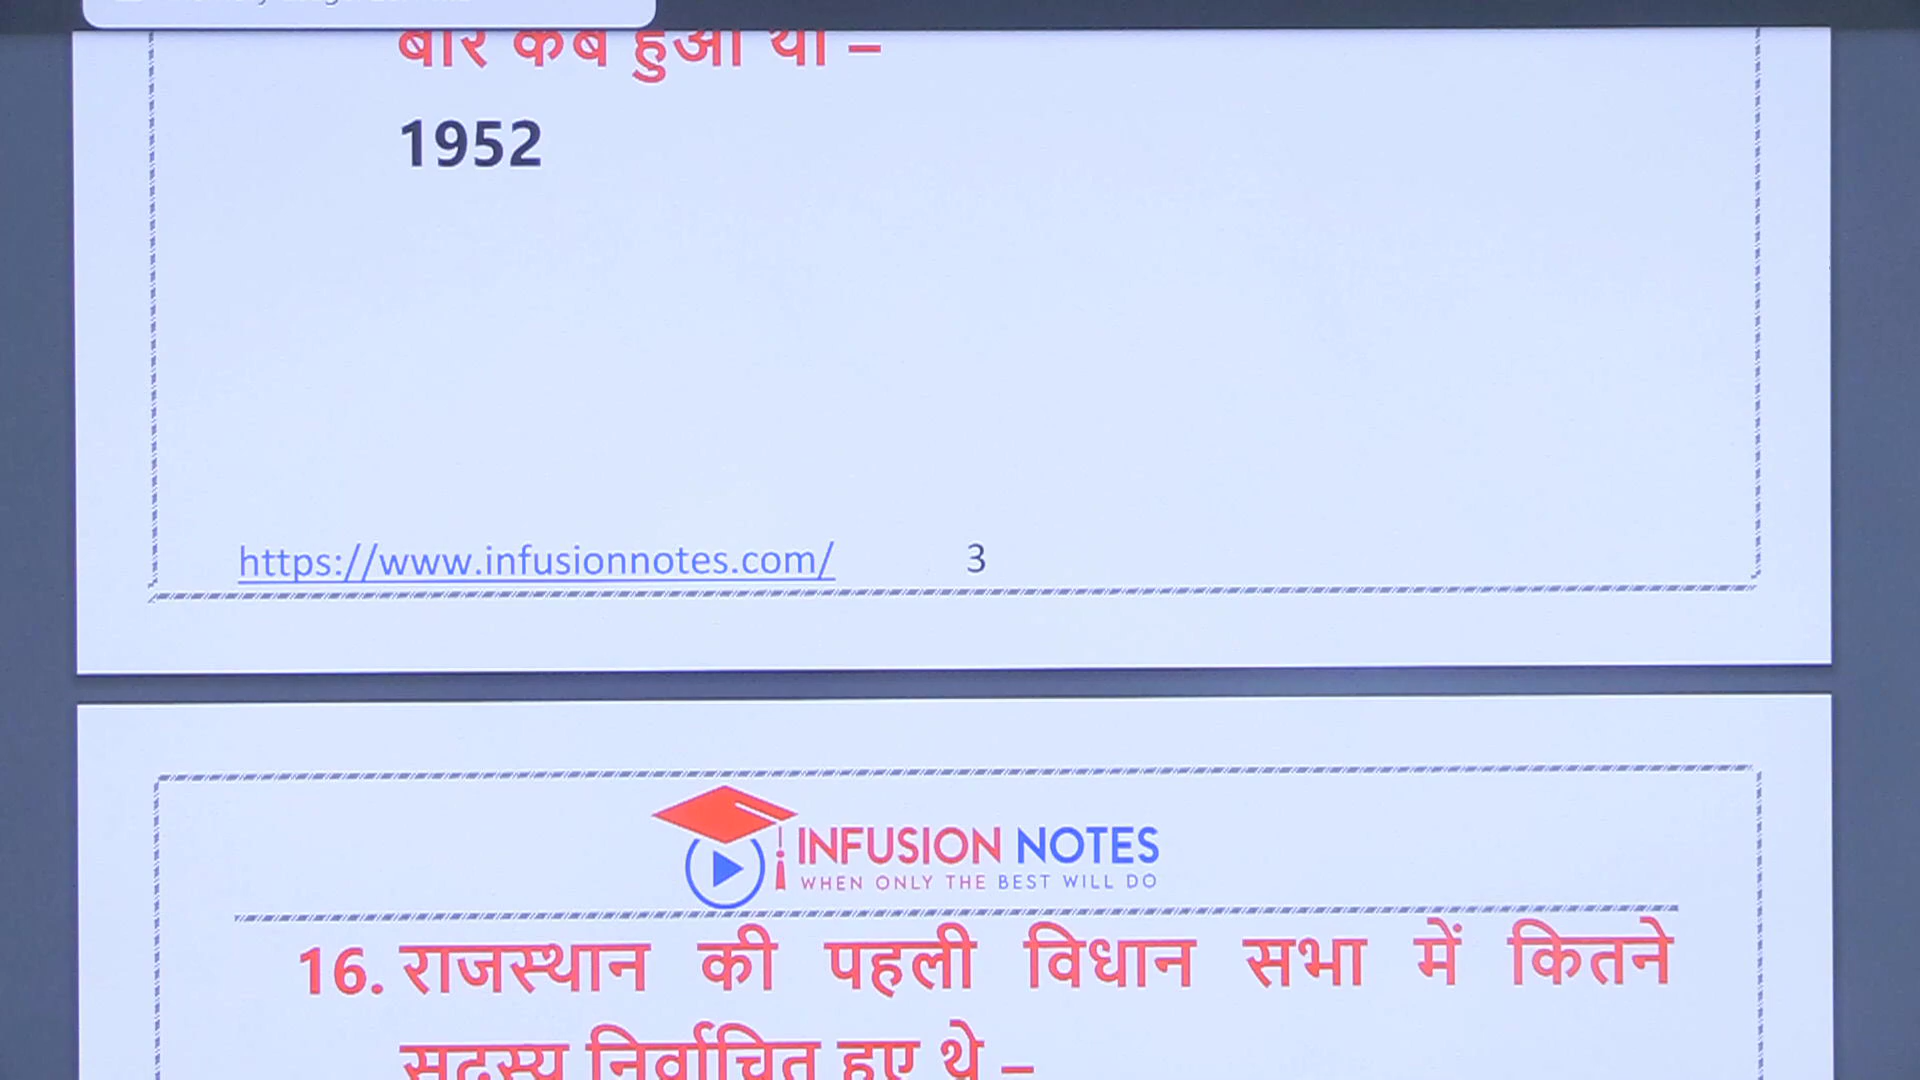 बार कब हुआ था –
1952
https://www.infusionnotes.com/ 3
INFUSION NOTES
WHEN ONLY THE BEST WILL DO
16. राजस्थान की पहली विधान सभा में कितने
सदस्य निर्वाचित हुए थे –